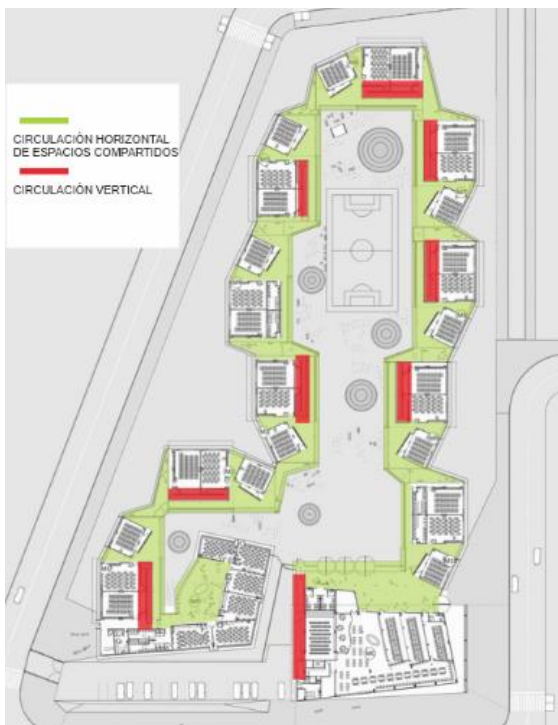 CIRCULACIÓN HORIZONTAL
DE ESPACIOS COMPARTIDOS
CIRCULACIÓN VERTICAL